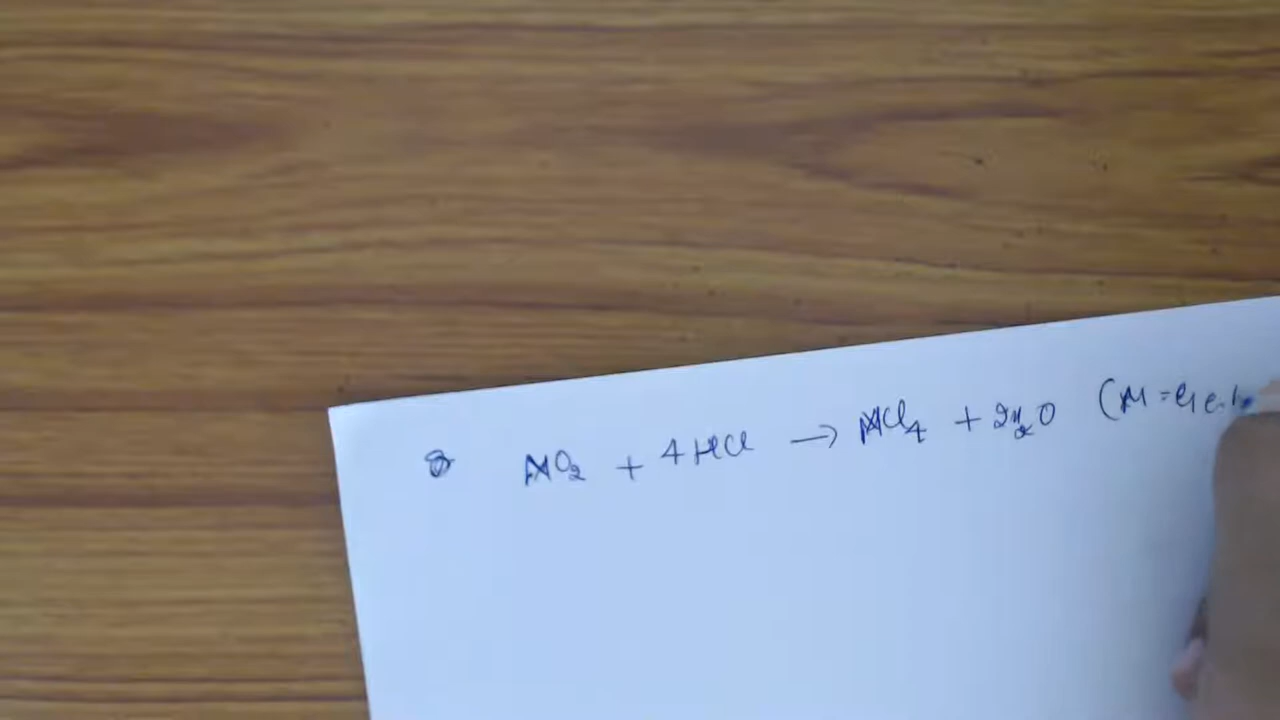 MO₂ + 4HCl → MCl₄ + 2H₂O (M =